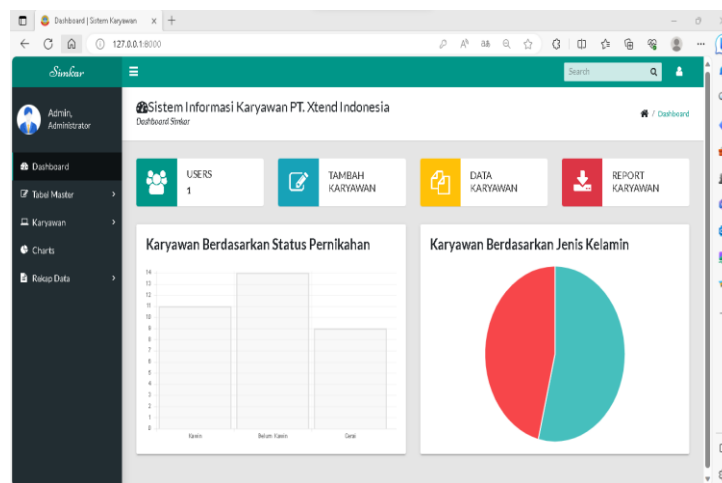 Dashboard | Sistem Karyawan
127.0.0.1:8000
Simkar
Search
Admin,
Administrator
Sistem Informasi Karyawan PT. Xtend Indonesia
Dashboard Simkar
/ Dashboard
Dashboard
Tabel Master
Karyawan
Charts
Rekap Data
USERS
1
TAMBAH
KARYAWAN
DATA
KARYAWAN
REPORT
KARYAWAN
Karyawan Berdasarkan Status Pernikahan
14
13
12
11
10
9
8
7
6
5
4
3
2
1
0
Kawin
Belum Kawin
Cerai
Karyawan Berdasarkan Jenis Kelamin